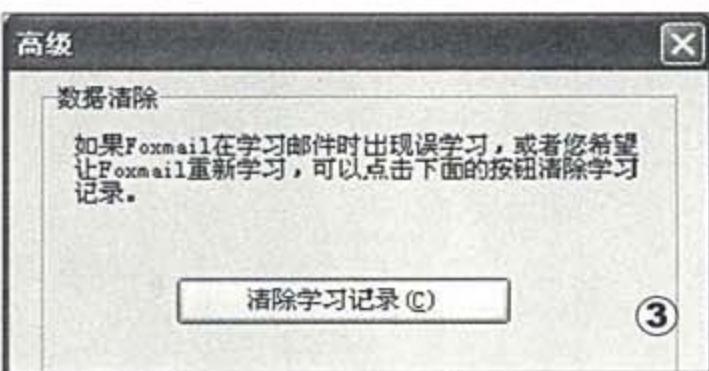 高级
数据清除
如果Foxmail在学习邮件时出现误学习，或者您希望
让Foxmail重新学习，可以点击下面的按钮清除学习
记录。
清除学习记录(C)
③